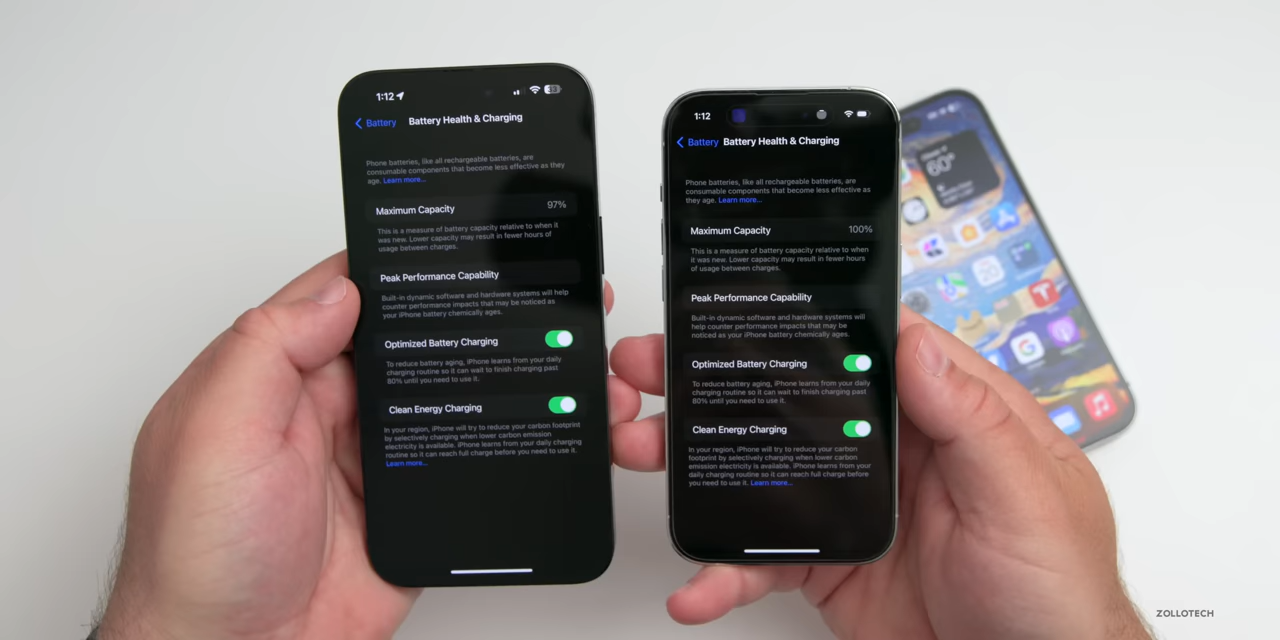 1:12
Battery
Battery Health & Charging
Phone batteries, like all rechargeable batteries, are
consumable components that become less effective as they
age. Learn more...
Maximum Capacity
97%
This is a measure of battery capacity relative to when it
was new. Lower capacity may result in fewer hours of
usage between charges.
Peak Performance Capability
Built-in dynamic software and hardware systems will help
counter performance impacts that may be noticed as
your iPhone battery chemically ages.
Optimized Battery Charging
To reduce battery aging, iPhone learns from your daily
charging routine so it can wait to finish charging past
80% until you need to use it.
Clean Energy Charging
In your region, iPhone will try to reduce your carbon footprint
by selectively charging when lower carbon emission
electricity is available. iPhone learns from your daily charging
routine so it can reach full charge before you need to use it.
Learn more...
1:12
Battery
Battery Health & Charging
Phone batteries, like all rechargeable batteries, are
consumable components that become less effective as
they age. Learn more...
Maximum Capacity
100%
This is a measure of battery capacity relative to when
it was new. Lower capacity may result in fewer hours
of usage between charges.
Peak Performance Capability
Built-in dynamic software and hardware systems will
help counter performance impacts that may be
noticed as your iPhone battery chemically ages.
Optimized Battery Charging
To reduce battery aging, iPhone learns from your daily
charging routine so it can wait to finish charging past
80% until you need to use it.
Clean Energy Charging
In your region, iPhone will try to reduce your carbon
footprint by selectively charging when lower carbon
emission electricity is available. iPhone learns from your
daily charging routine so it can reach full charge before
you need to use it. Learn more...
60°
20
ZOLLOTECH